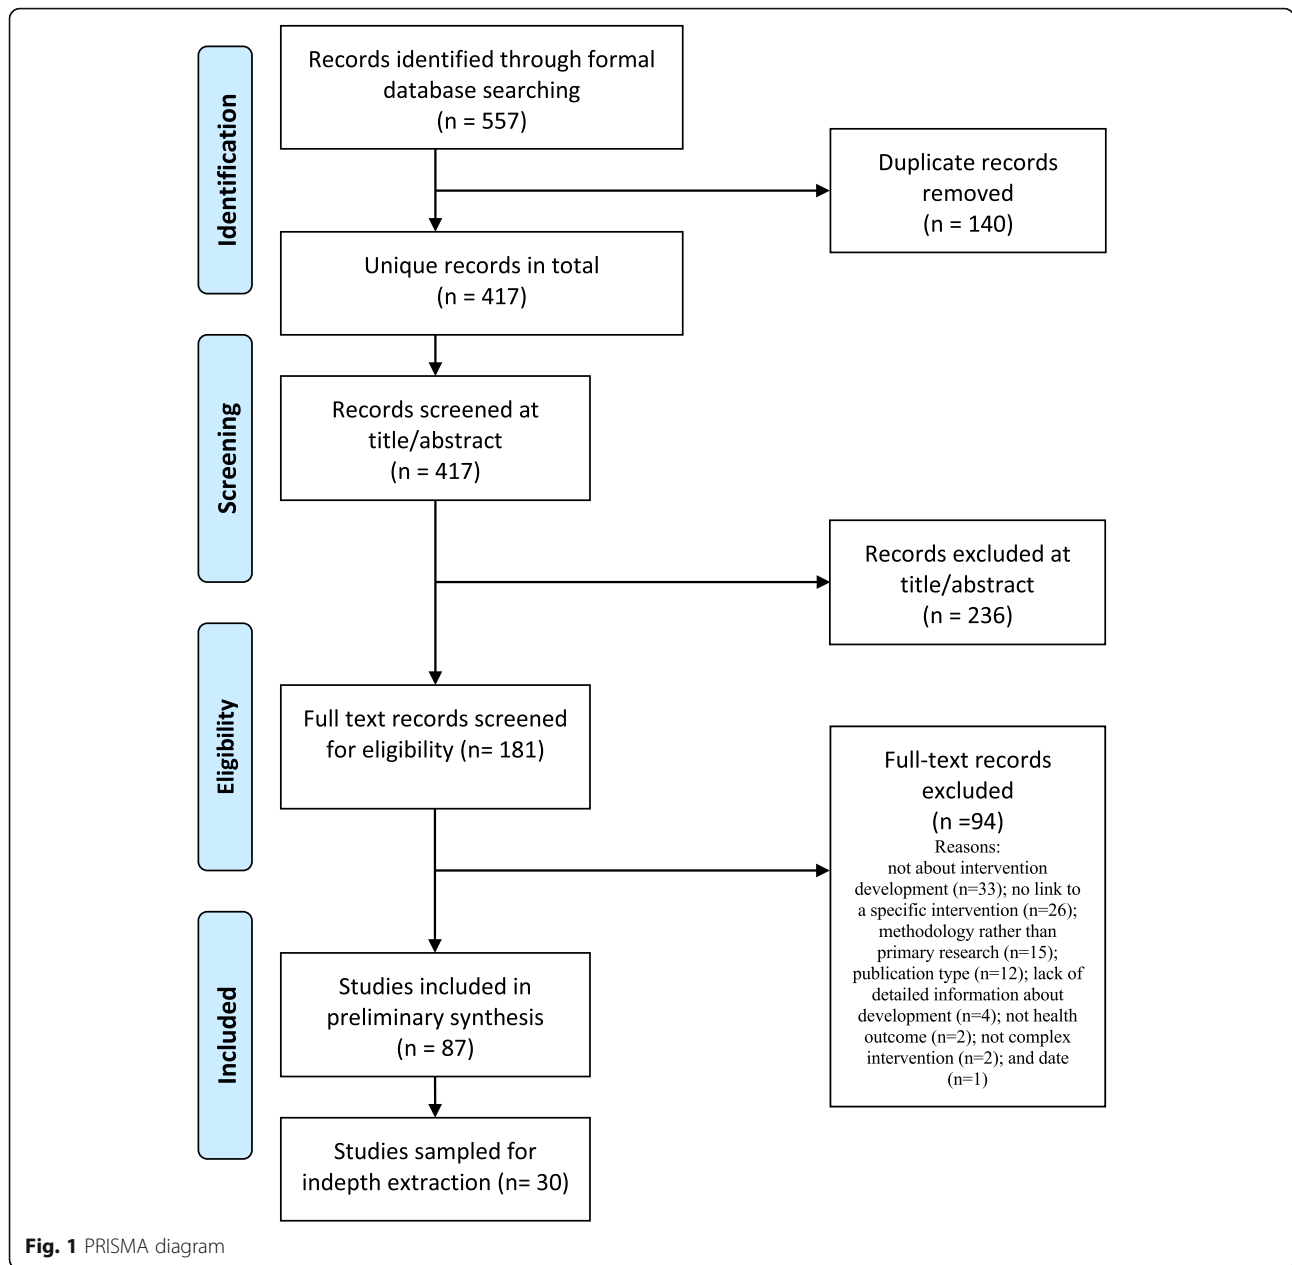 Identification
Records identified through formal
database searching
(n = 557)
Duplicate records
removed
(n = 140)
Unique records in total
(n = 417)
Screening
Records screened at
title/abstract
(n = 417)
Records excluded at
title/abstract
(n = 236)
Eligibility
Full text records screened
for eligibility (n= 181)
Full-text records
excluded
(n =94)
Reasons:
not about intervention
development (n=33); no link to
a specific intervention (n=26);
methodology rather than
primary research (n=15);
publication type (n=12); lack of
detailed information about
development (n=4); not health
outcome (n=2); not complex
intervention (n=2); and date
(n=1)
Included
Studies included in
preliminary synthesis
(n = 87)
Studies sampled for
indepth extraction (n= 30)
Fig. 1 PRISMA diagram